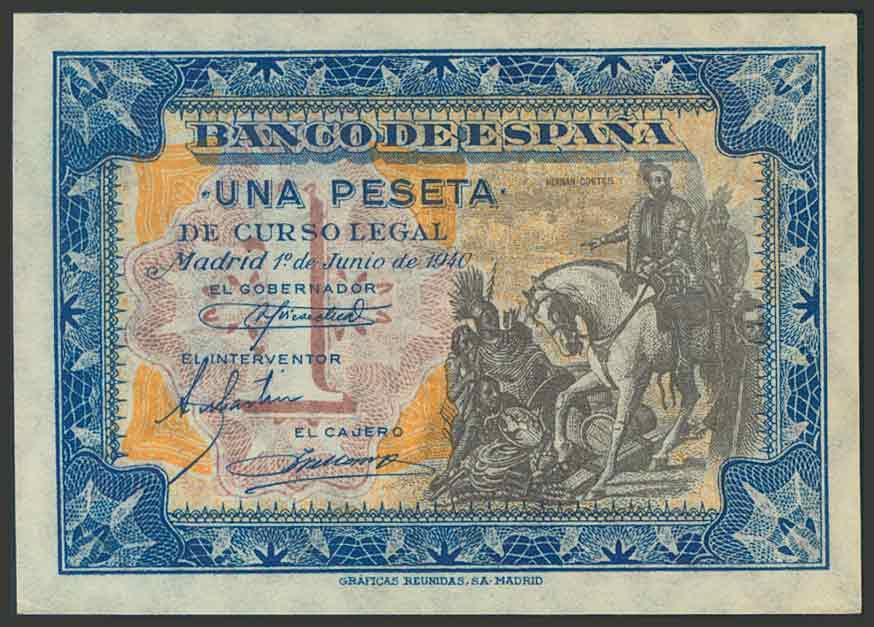 BANCO DE ESPAÑA
·UNA PESETA·
HERNAN-CORTES
DE CURSO LEGAL
Madrid 1º de Junio de 1940
EL GOBERNADOR
EL INTERVENTOR
1
EL CAJERO
GRÁFICAS REUNIDAS, S.A.-MADRID